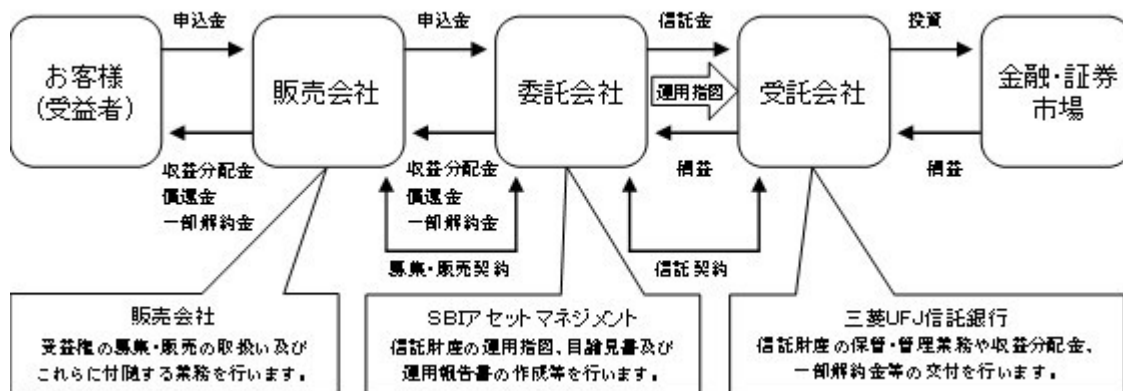 申込金
申込金
信託金
投資
お客様
(受益者)
販売会社
委託会社
運用指図
受託会社
金融・証券
市場
収益分配金
償還金
一部解約金
収益分配金
償還金
一部解約金
損益
損益
募集・販売契約
信託契約
販売会社
受益権の募集・販売の取扱い及び
これらに付随する業務を行います。
SBIアセットマネジメント
信託財産の運用指図、目論見書及び
運用報告書の作成等を行います。
三菱UFJ信託銀行
信託財産の保管・管理業務や収益分配金、
一部解約金等の交付を行います。